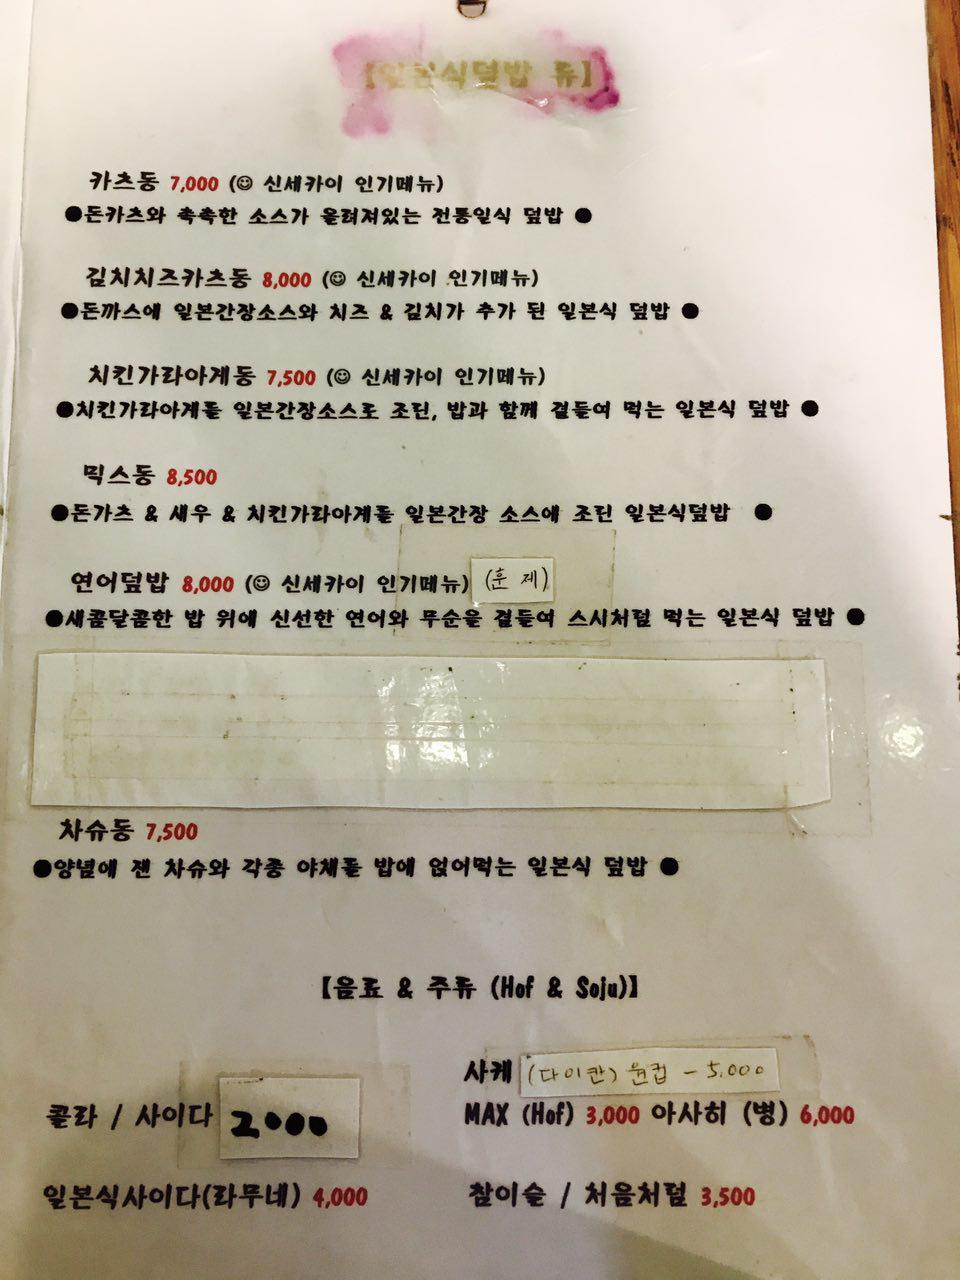 【일본식덮밥 류】
카츠동 7,000 (☺ 신세카이 인기메뉴)
●돈카츠와 촉촉한 소스가 올려져있는 전통일식 덮밥 ●
김치치즈카츠동 8,000 (☺ 신세카이 인기메뉴)
●돈까스에 일본간장소스와 치즈 & 김치가 추가 된 일본식 덮밥 ●
치킨가라아게동 7,500 (☺ 신세카이 인기메뉴)
●치킨가라아게를 일본간장소스로 조린, 밥과 함께 곁들여 먹는 일본식 덮밥 ●
믹스동 8,500
●돈가츠 & 새우 & 치킨가라아게를 일본간장 소스에 조린 일본식덮밥 ●
연어덮밥 8,000 (☺ 신세카이 인기메뉴) (훈제)
●새콤달콤한 밥 위에 신선한 연어와 무순을 곁들여 스시처럼 먹는 일본식 덮밥 ●
차슈동 7,500
●양념에 잰 차슈와 각종 야채를 밥에 얹어먹는 일본식 덮밥 ●
【음료 & 주류 (Hof & Soju)】
사케 (다이칸) 원컵 - 5.000
콜라 / 사이다 2000
MAX (Hof) 3,000 아사히 (병) 6,000
일본식사이다(라무네) 4,000
참이슬 / 처음처럼 3,500